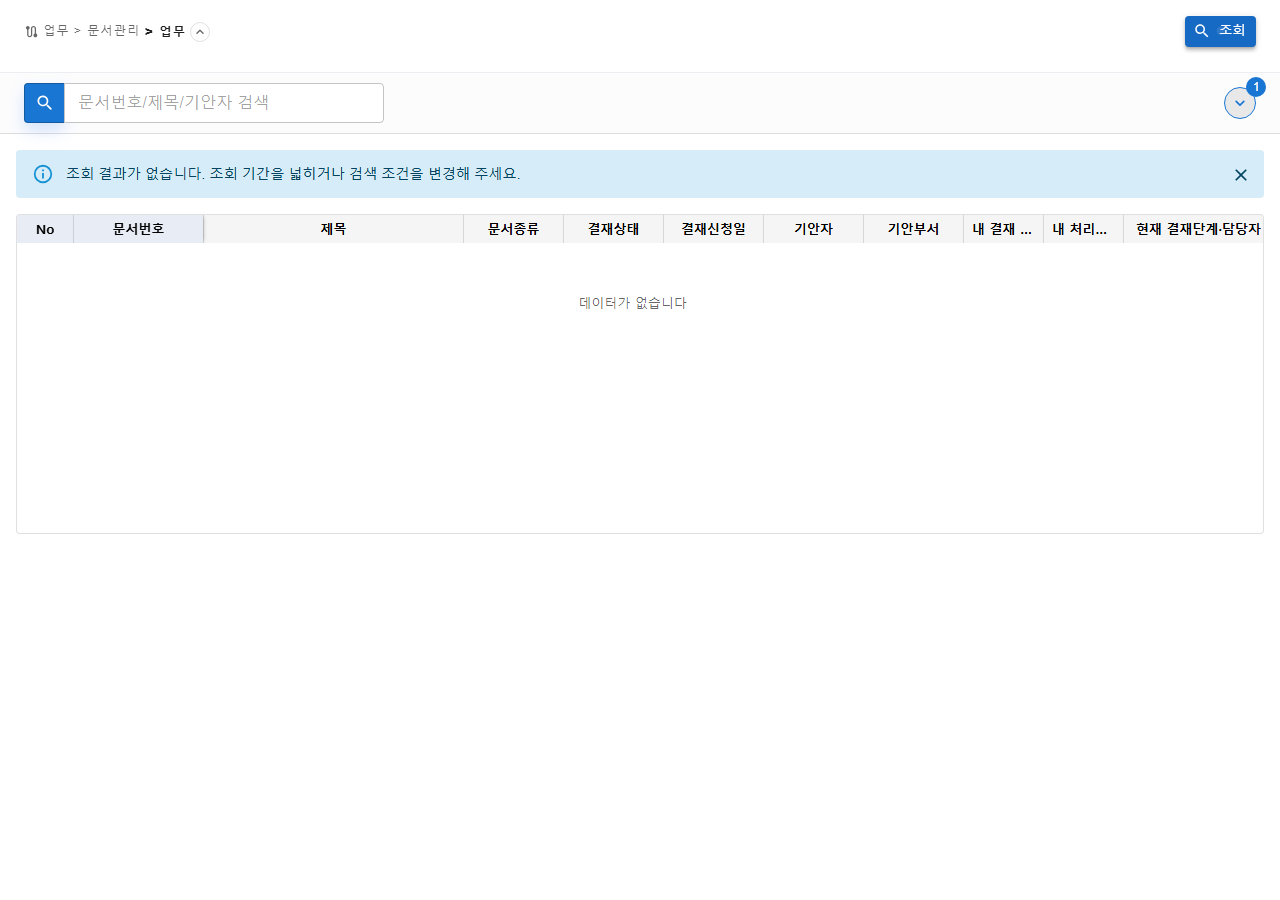 업무 > 문서관리 > 업무
조회
문서번호/제목/기안자 검색
1
조회 결과가 없습니다. 조회 기간을 넓히거나 검색 조건을 변경해 주세요.
No 문서번호 제목 문서종류 결재상태 결재신청일 기안자 기안부서 내 결재 ... 내 처리... 현재 결재단계·담당자
데이터가 없습니다